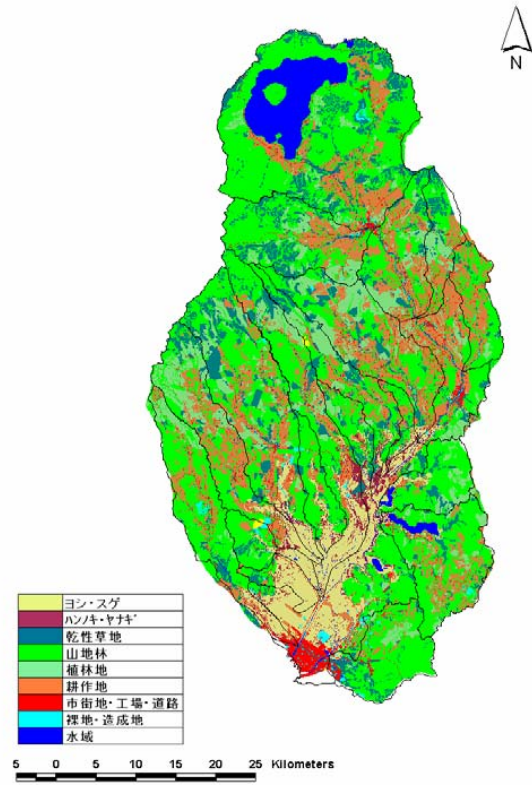 N
ヨシ・スゲ
ハンノキ・ヤナギ
乾性草地
山地林
植林地
耕作地
市街地・工場・道路
裸地・造成地
水域
5 0 5 10 15 20 25 Kilometers